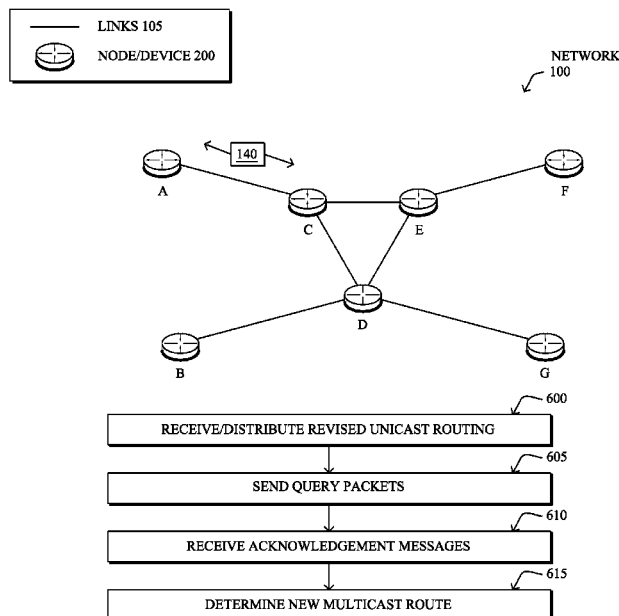 LINKS 105
NODE/DEVICE 200
NETWORK
100
140
A
F
C
E
D
B
G
600
RECEIVE/DISTRIBUTE REVISED UNICAST ROUTING
605
SEND QUERY PACKETS
610
RECEIVE ACKNOWLEDGEMENT MESSAGES
615
DETERMINE NEW MULTICAST ROUTE